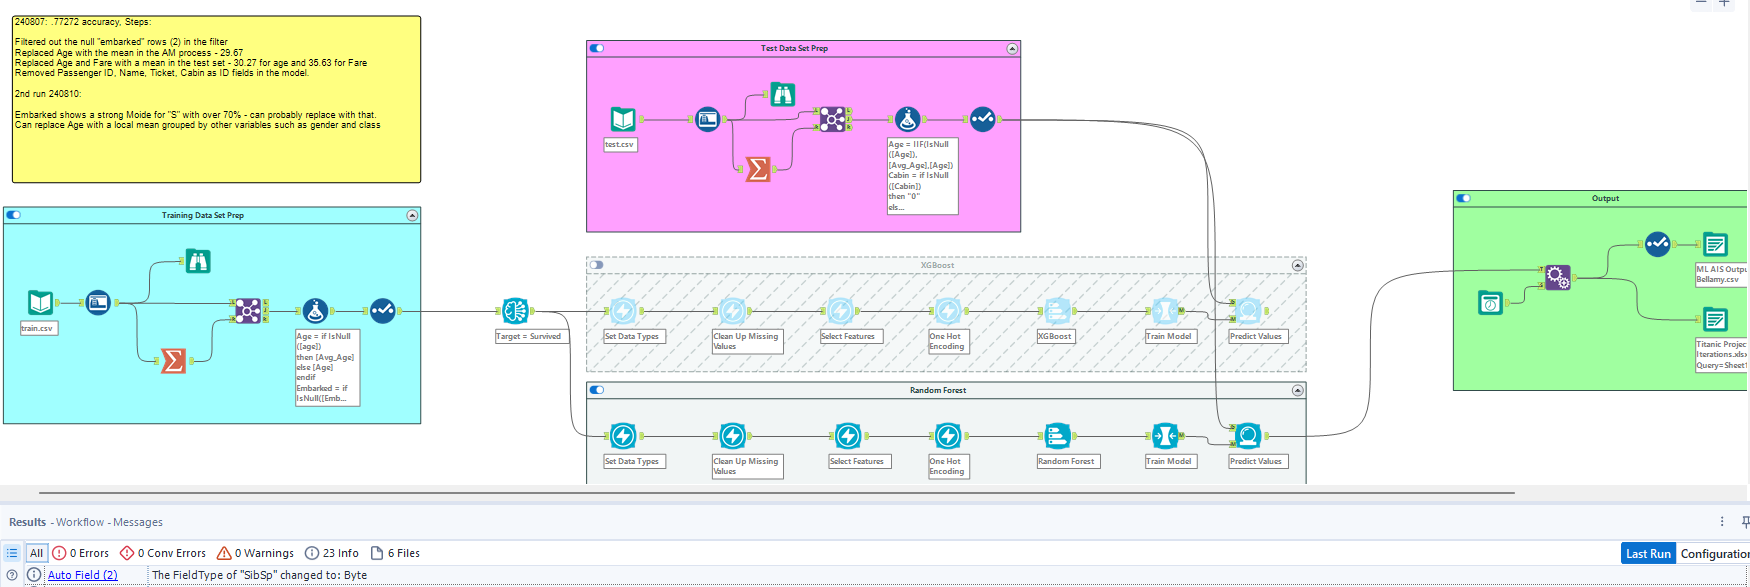 240807: .77272 accuracy, Steps:
Filtered out the null "embarked" rows (2) in the filter
Replaced Age with the mean in the AM process - 29.67
Replaced Age and Fare with a mean in the test set - 30.27 for age and 35.63 for Fare
Removed Passenger ID, Name, Ticket, Cabin as ID fields in the model.
2nd run 240810:
Embarked shows a strong Moide for "S" with over 70% - can probably replace with that.
Can replace Age with a local mean grouped by other variables such as gender and class
Test Data Set Prep
test.csv
Age = IIF(IsNull
([Age]),
[Avg_Age],[Age])
Cabin = if IsNull
([Cabin])
then "0"
els...
Training Data Set Prep
train.csv
Age = if IsNull
([age])
then [Avg_Age]
else [Age]
endif
Embarked = if
IsNull([Emb...
Target = Survived
XGBoost
Set Data Types
Clean Up Missing
Values
Select Features
One Hot
Encoding
XGBoost
Train Model
Predict Values
Random Forest
Set Data Types
Clean Up Missing
Values
Select Features
One Hot
Encoding
Random Forest
Train Model
Predict Values
Output
ML AIS Outpu
Bellamy.csv
Titanic Projec
Iterations.xlsx
Query=Sheet1
Results - Workflow - Messages
All 0 Errors 0 Conv Errors 0 Warnings 23 Info 6 Files
Last Run Configuration
Auto Field (2) The FieldType of "SibSp" changed to: Byte